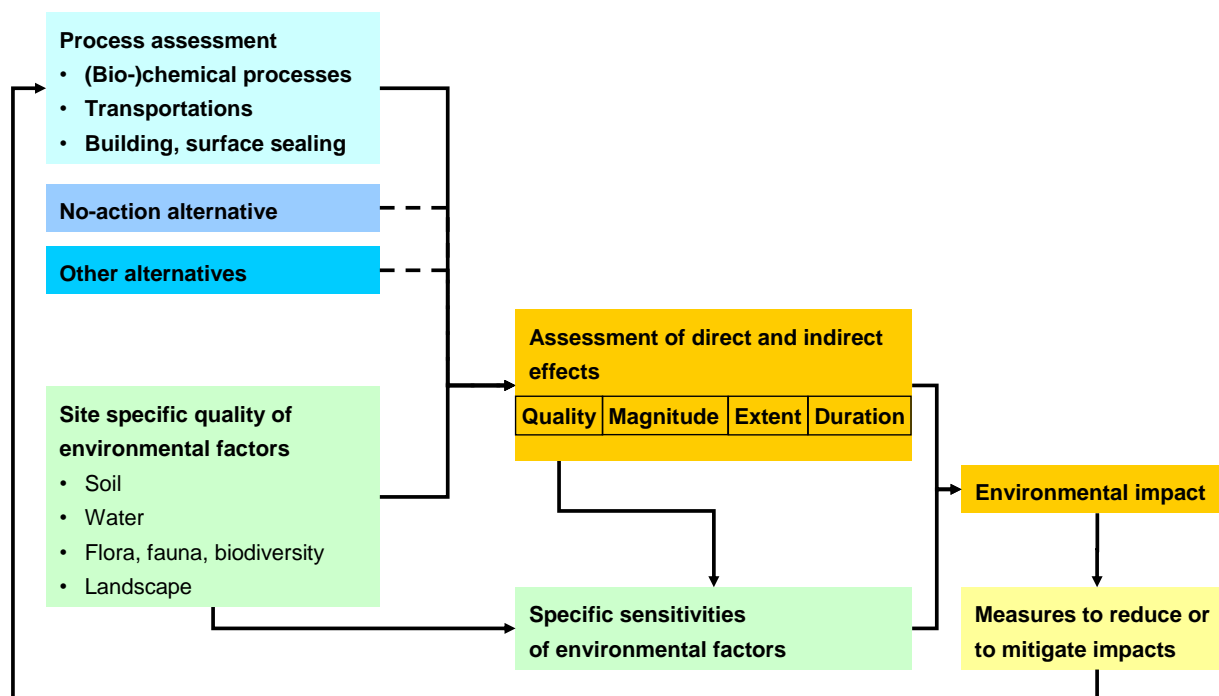 Process assessment
• (Bio-)chemical processes
• Transportations
• Building, surface sealing
No-action alternative
Other alternatives
Assessment of direct and indirect
effects
Quality Magnitude Extent Duration
Site specific quality of
environmental factors
• Soil
• Water
• Flora, fauna, biodiversity
• Landscape
Environmental impact
Specific sensitivities
of environmental factors
Measures to reduce or
to mitigate impacts